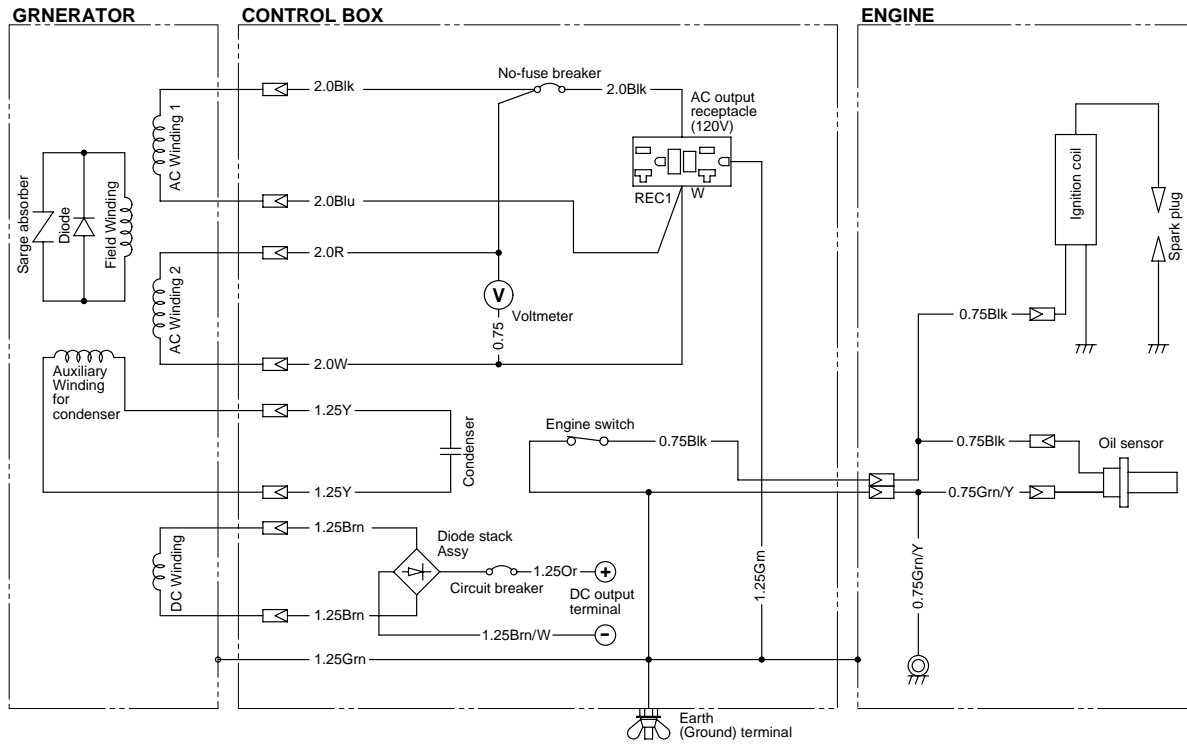 GRNERATOR
CONTROL BOX
ENGINE
No-fuse breaker
2.0Blk
2.0Blk
AC output
receptacle
(120V)
AC Winding 1
Sarge absorber
Diode
Field Winding
REC1
W
2.0Blu
2.0R
AC Winding 2
V
Voltmeter
0.75
2.0W
Ignition coil
Spark plug
0.75Blk
Auxiliary
Winding
for
condenser
1.25Y
Condenser
1.25Y
Engine switch
0.75Blk
0.75Blk
Oil sensor
0.75Grn/Y
DC Winding
1.25Brn
Diode stack
Assy
1.25Or
+
Circuit breaker
DC output
terminal
1.25Brn
1.25Brn/W
−
1.25Grn
0.75Grn/Y
1.25Grn
Earth
(Ground) terminal